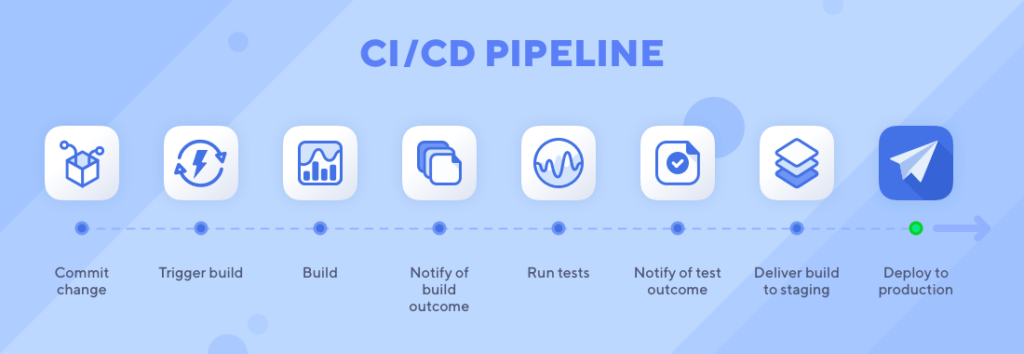 CI/CD PIPELINE
Commit
change
Trigger build
Build
Notify of
build
outcome
Run tests
Notify of test
outcome
Deliver build
to staging
Deploy to
production